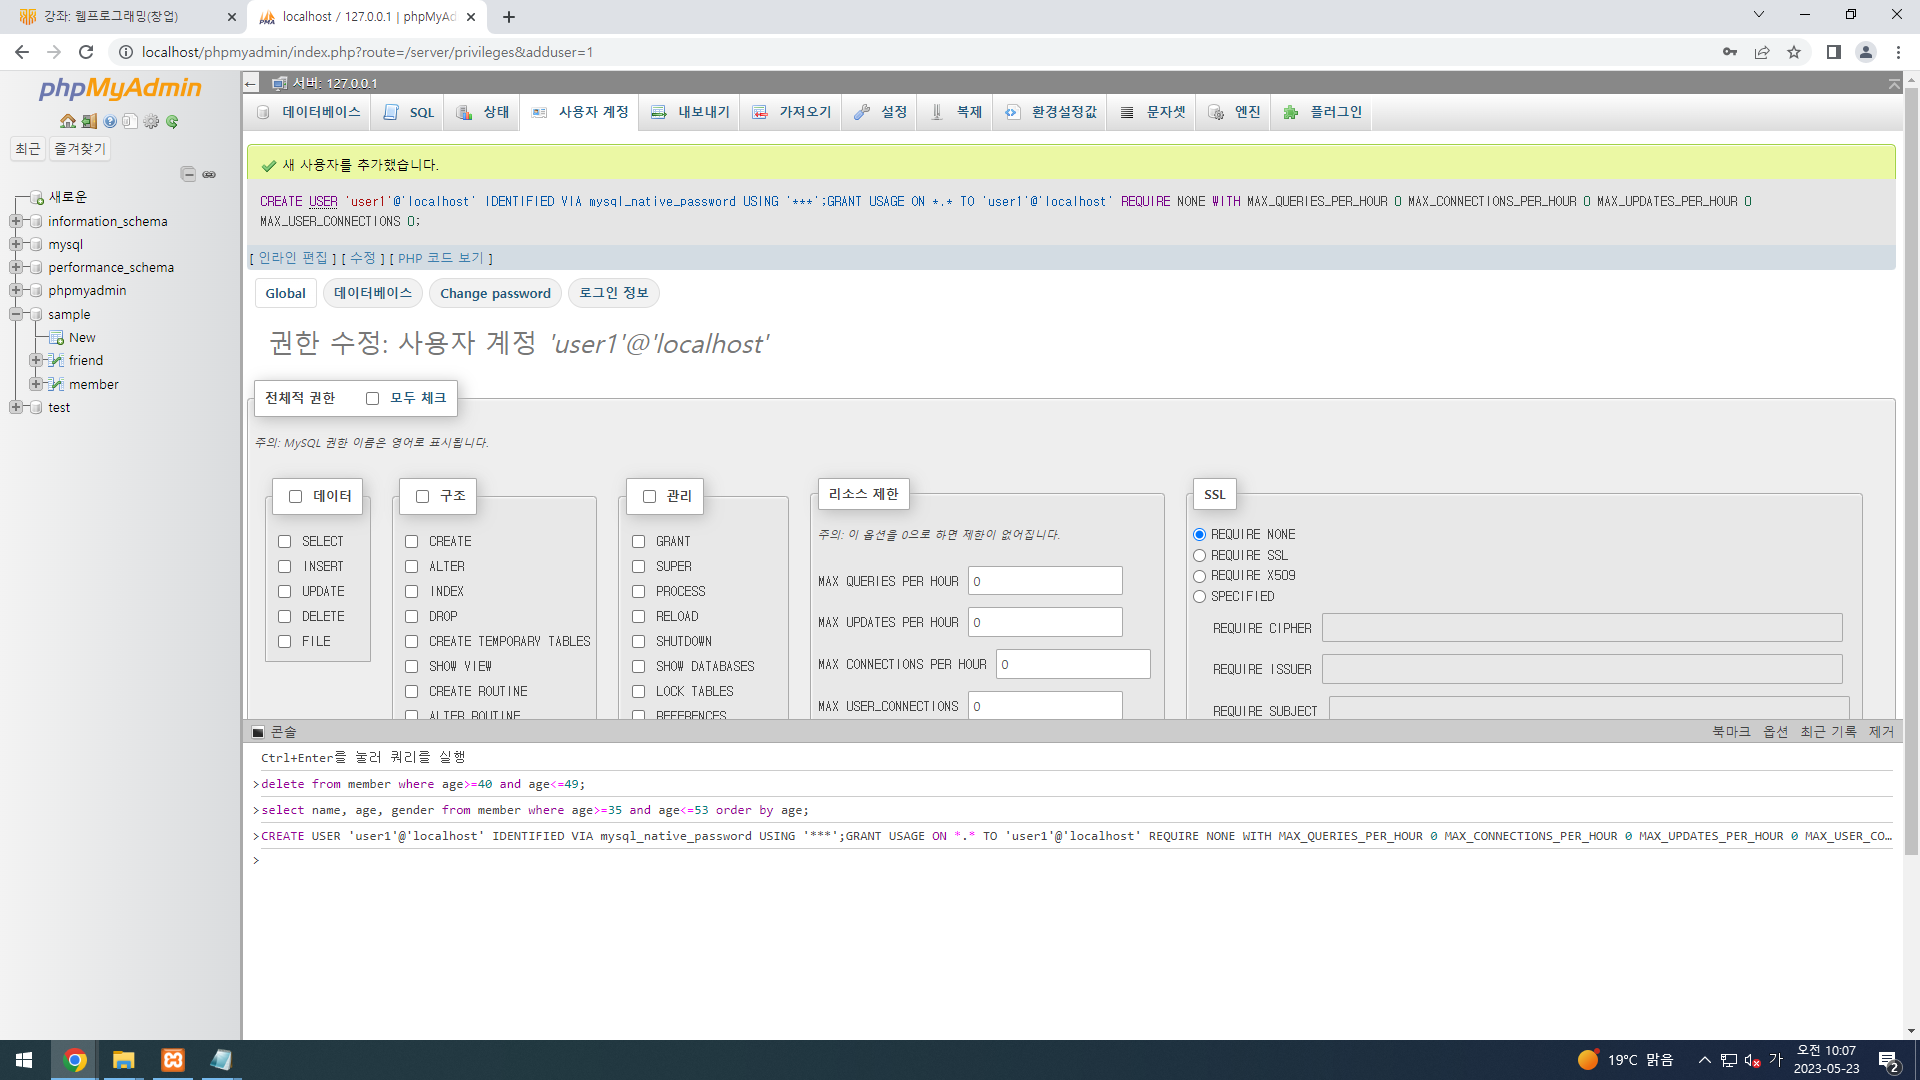 강좌: 웹프로그래밍(창업)
localhost / 127.0.0.1 | phpMyAd
localhost/phpmyadmin/index.php?route=/server/privileges&adduser=1
phpMyAdmin
최근 즐겨찾기
새로운
information_schema
mysql
performance_schema
phpmyadmin
sample
New
friend
member
test
서버: 127.0.0.1
데이터베이스 SQL 상태 사용자 계정 내보내기 가져오기 설정 복제 환경설정값 문자셋 엔진 플러그인
새 사용자를 추가했습니다.
CREATE USER 'user1'@'localhost' IDENTIFIED VIA mysql_native_password USING '***';GRANT USAGE ON *.* TO 'user1'@'localhost' REQUIRE NONE WITH MAX_QUERIES_PER_HOUR 0 MAX_CONNECTIONS_PER_HOUR 0 MAX_UPDATES_PER_HOUR 0
MAX_USER_CONNECTIONS 0;
[ 인라인 편집 ] [ 수정 ] [ PHP 코드 보기 ]
Global 데이터베이스 Change password 로그인 정보
권한 수정: 사용자 계정 'user1'@'localhost'
전체적 권한 모두 체크
주의: MySQL 권한 이름은 영어로 표시됩니다.
데이터
SELECT
INSERT
UPDATE
DELETE
FILE
구조
CREATE
ALTER
INDEX
DROP
CREATE TEMPORARY TABLES
SHOW VIEW
CREATE ROUTINE
ALTER ROUTINE
관리
GRANT
SUPER
PROCESS
RELOAD
SHUTDOWN
SHOW DATABASES
LOCK TABLES
REFERENCES
리소스 제한
주의: 이 옵션을 0으로 하면 제한이 없어집니다.
MAX QUERIES PER HOUR 0
MAX UPDATES PER HOUR 0
MAX CONNECTIONS PER HOUR 0
MAX USER_CONNECTIONS 0
SSL
REQUIRE NONE
REQUIRE SSL
REQUIRE X509
SPECIFIED
REQUIRE CIPHER
REQUIRE ISSUER
REQUIRE SUBJECT
콘솔 북마크 옵션 최근 기록 제거
Ctrl+Enter를 눌러 쿼리를 실행
>delete from member where age>=40 and age<=49;
>select name, age, gender from member where age>=35 and age<=53 order by age;
>CREATE USER 'user1'@'localhost' IDENTIFIED VIA mysql_native_password USING '***';GRANT USAGE ON *.* TO 'user1'@'localhost' REQUIRE NONE WITH MAX_QUERIES_PER_HOUR 0 MAX_CONNECTIONS_PER_HOUR 0 MAX_UPDATES_PER_HOUR 0 MAX_USER_CO...
>
19°C 맑음
가
오전 10:07
2023-05-23
2